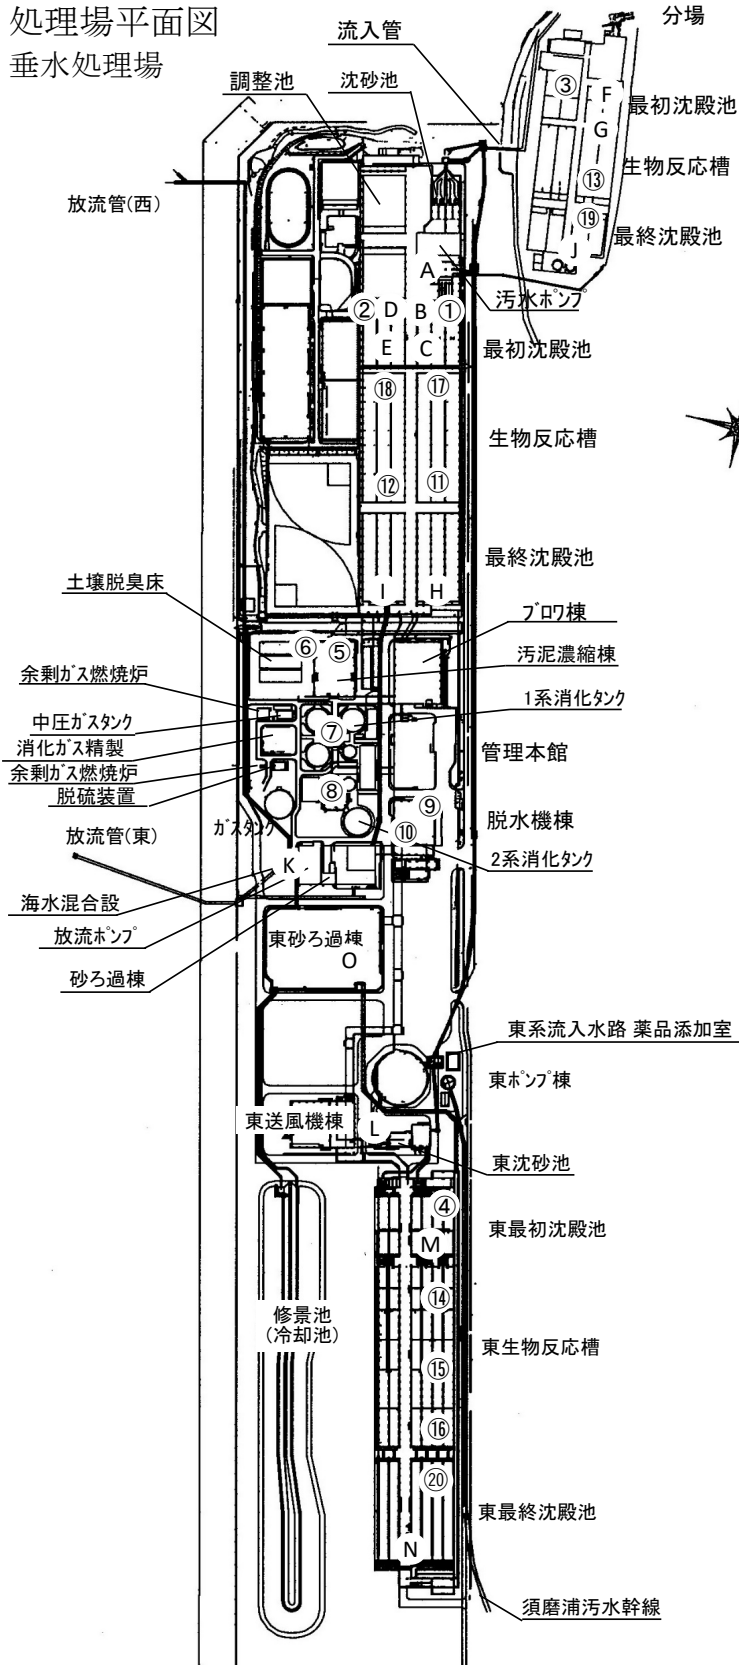 処理場平面図
垂水処理場
分場
流入管
調整池
沈砂池
③
F
最初沈殿池
G
生物反応槽
⑬
⑲
最終沈殿池
J
放流管(西)
A
汚水ポンプ
②
D
B
①
E
C
最初沈殿池
⑱
⑰
生物反応槽
⑫
⑪
最終沈殿池
I
H
土壌脱臭床
ブロワ棟
⑥
⑤
汚泥濃縮棟
余剰ガス燃焼炉
1系消化タンク
中圧ガスタンク
⑦
消化ガス精製
管理本館
余剰ガス燃焼炉
脱硫装置
⑧
⑨
ガスタンク
⑩
脱水機棟
放流管(東)
2系消化タンク
K
海水混合設
放流ポンプ
東砂ろ過棟
O
砂ろ過棟
東系流入水路 薬品添加室
東ポンプ棟
東送風機棟
L
東沈砂池
④
東最初沈殿池
M
⑭
修景池
(冷却池)
東生物反応槽
⑮
⑯
⑳
東最終沈殿池
N
須磨浦汚水幹線